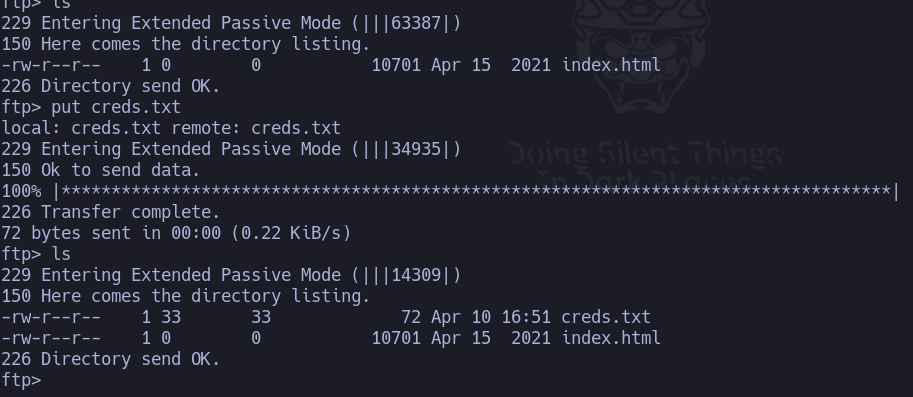 ftp> ls
229 Entering Extended Passive Mode (|||63387|)
150 Here comes the directory listing.
-rw-r--r--    1 0        0           10701 Apr 15  2021 index.html
226 Directory send OK.
ftp> put creds.txt
local: creds.txt remote: creds.txt
229 Entering Extended Passive Mode (|||34935|)
150 Ok to send data.
100% |***********************************************************************************|
226 Transfer complete.
72 bytes sent in 00:00 (0.22 KiB/s)
ftp> ls
229 Entering Extended Passive Mode (|||14309|)
150 Here comes the directory listing.
-rw-r--r--    1 33       33             72 Apr 10 16:51 creds.txt
-rw-r--r--    1 0        0           10701 Apr 15  2021 index.html
226 Directory send OK.
ftp>
Doing Silent Things
In Dark Places